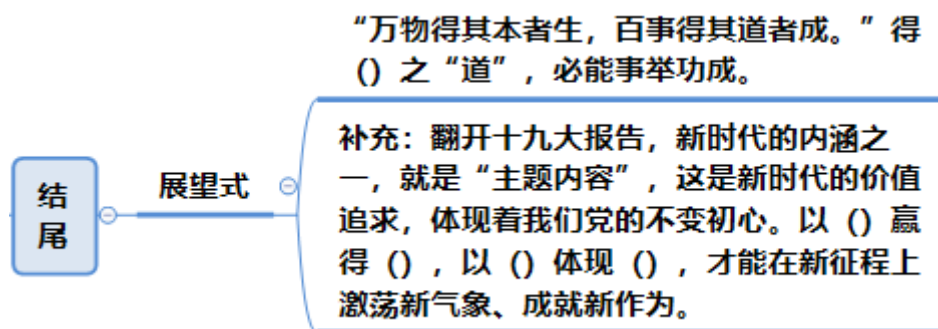 结
尾
展望式
“万物得其本者生，百事得其道者成。”得
() 之“道”，必能事举功成。
补充：翻开十九大报告，新时代的内涵之
一，就是“主题内容”，这是新时代的价值
追求，体现着我们党的不变初心。以 () 赢
得 ()，以 () 体现 ()，才能在新征程上
激荡新气象、成就新作为。